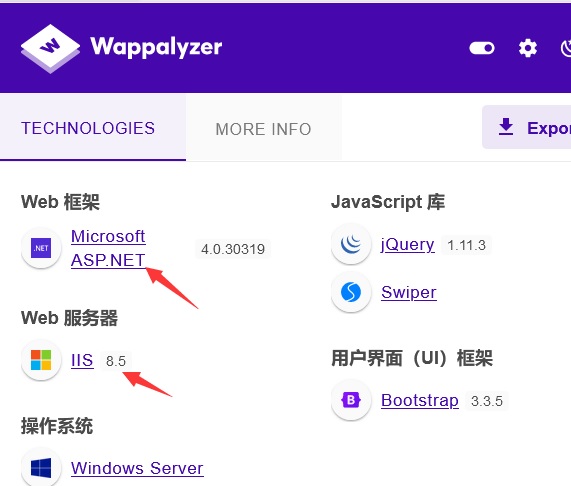 Wappalyzer
TECHNOLOGIES
MORE INFO
Expor
Web 框架
.NET
Microsoft
ASP.NET
4.0.30319
Web 服务器
IIS 8.5
操作系统
Windows Server
JavaScript 库
jQuery 1.11.3
Swiper
用户界面（UI）框架
B
Bootstrap 3.3.5